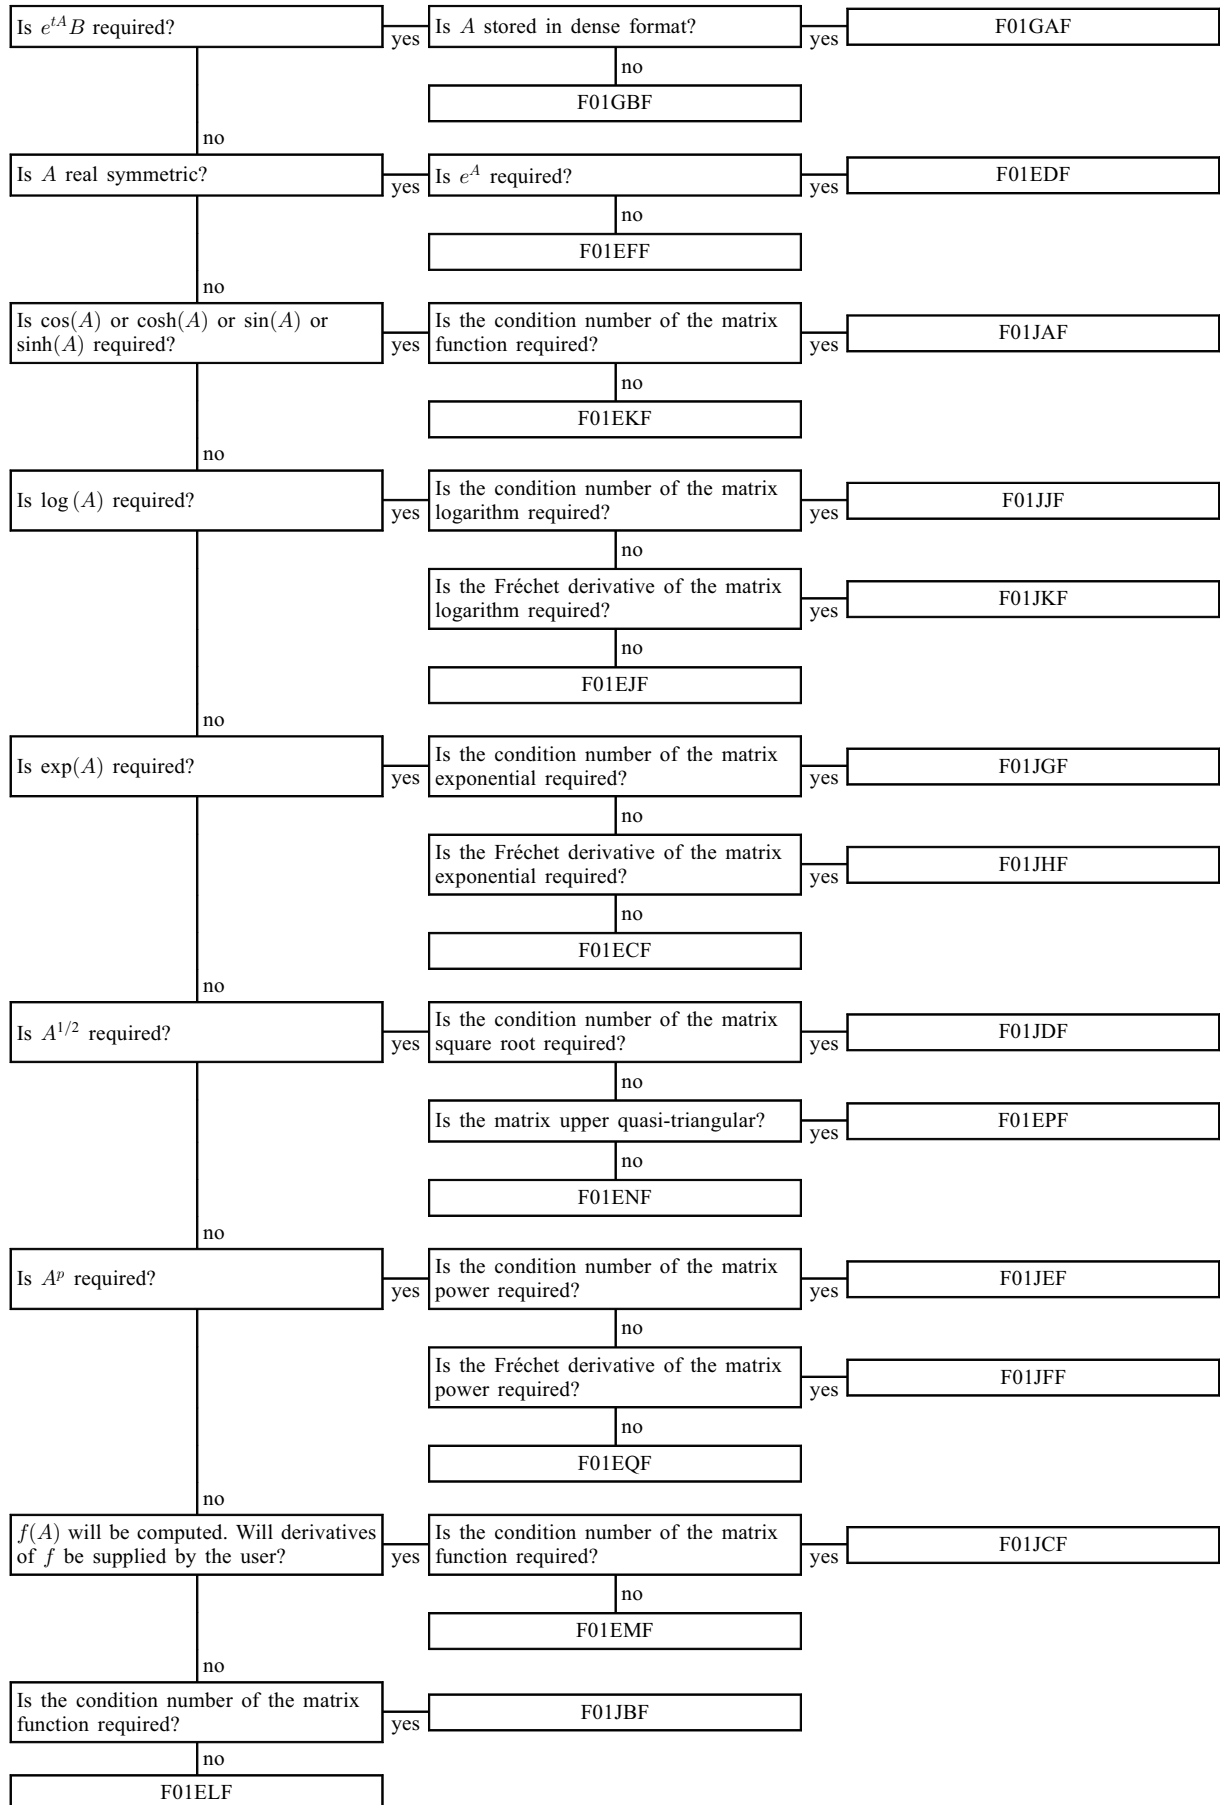 Is e^{tA}B required?
yes
Is A stored in dense format?
yes
F01GAF
no
F01GBF
no
Is A real symmetric?
yes
Is e^A required?
yes
F01EDF
no
F01EFF
no
Is cos(A) or cosh(A) or sin(A) or
sinh(A) required?
yes
Is the condition number of the matrix
function required?
yes
F01JAF
no
F01EKF
no
Is log (A) required?
yes
Is the condition number of the matrix
logarithm required?
yes
F01JJF
no
Is the Fréchet derivative of the matrix
logarithm required?
yes
F01JKF
no
F01EJF
no
Is exp(A) required?
yes
Is the condition number of the matrix
exponential required?
yes
F01JGF
no
Is the Fréchet derivative of the matrix
exponential required?
yes
F01JHF
no
F01ECF
no
Is A^{1/2} required?
yes
Is the condition number of the matrix
square root required?
yes
F01JDF
no
Is the matrix upper quasi-triangular?
yes
F01EPF
no
F01ENF
no
Is A^p required?
yes
Is the condition number of the matrix
power required?
yes
F01JEF
no
Is the Fréchet derivative of the matrix
power required?
yes
F01JFF
no
F01EQF
no
f(A) will be computed. Will derivatives
of f be supplied by the user?
yes
Is the condition number of the matrix
function required?
yes
F01JCF
no
F01EMF
no
Is the condition number of the matrix
function required?
yes
F01JBF
no
F01ELF